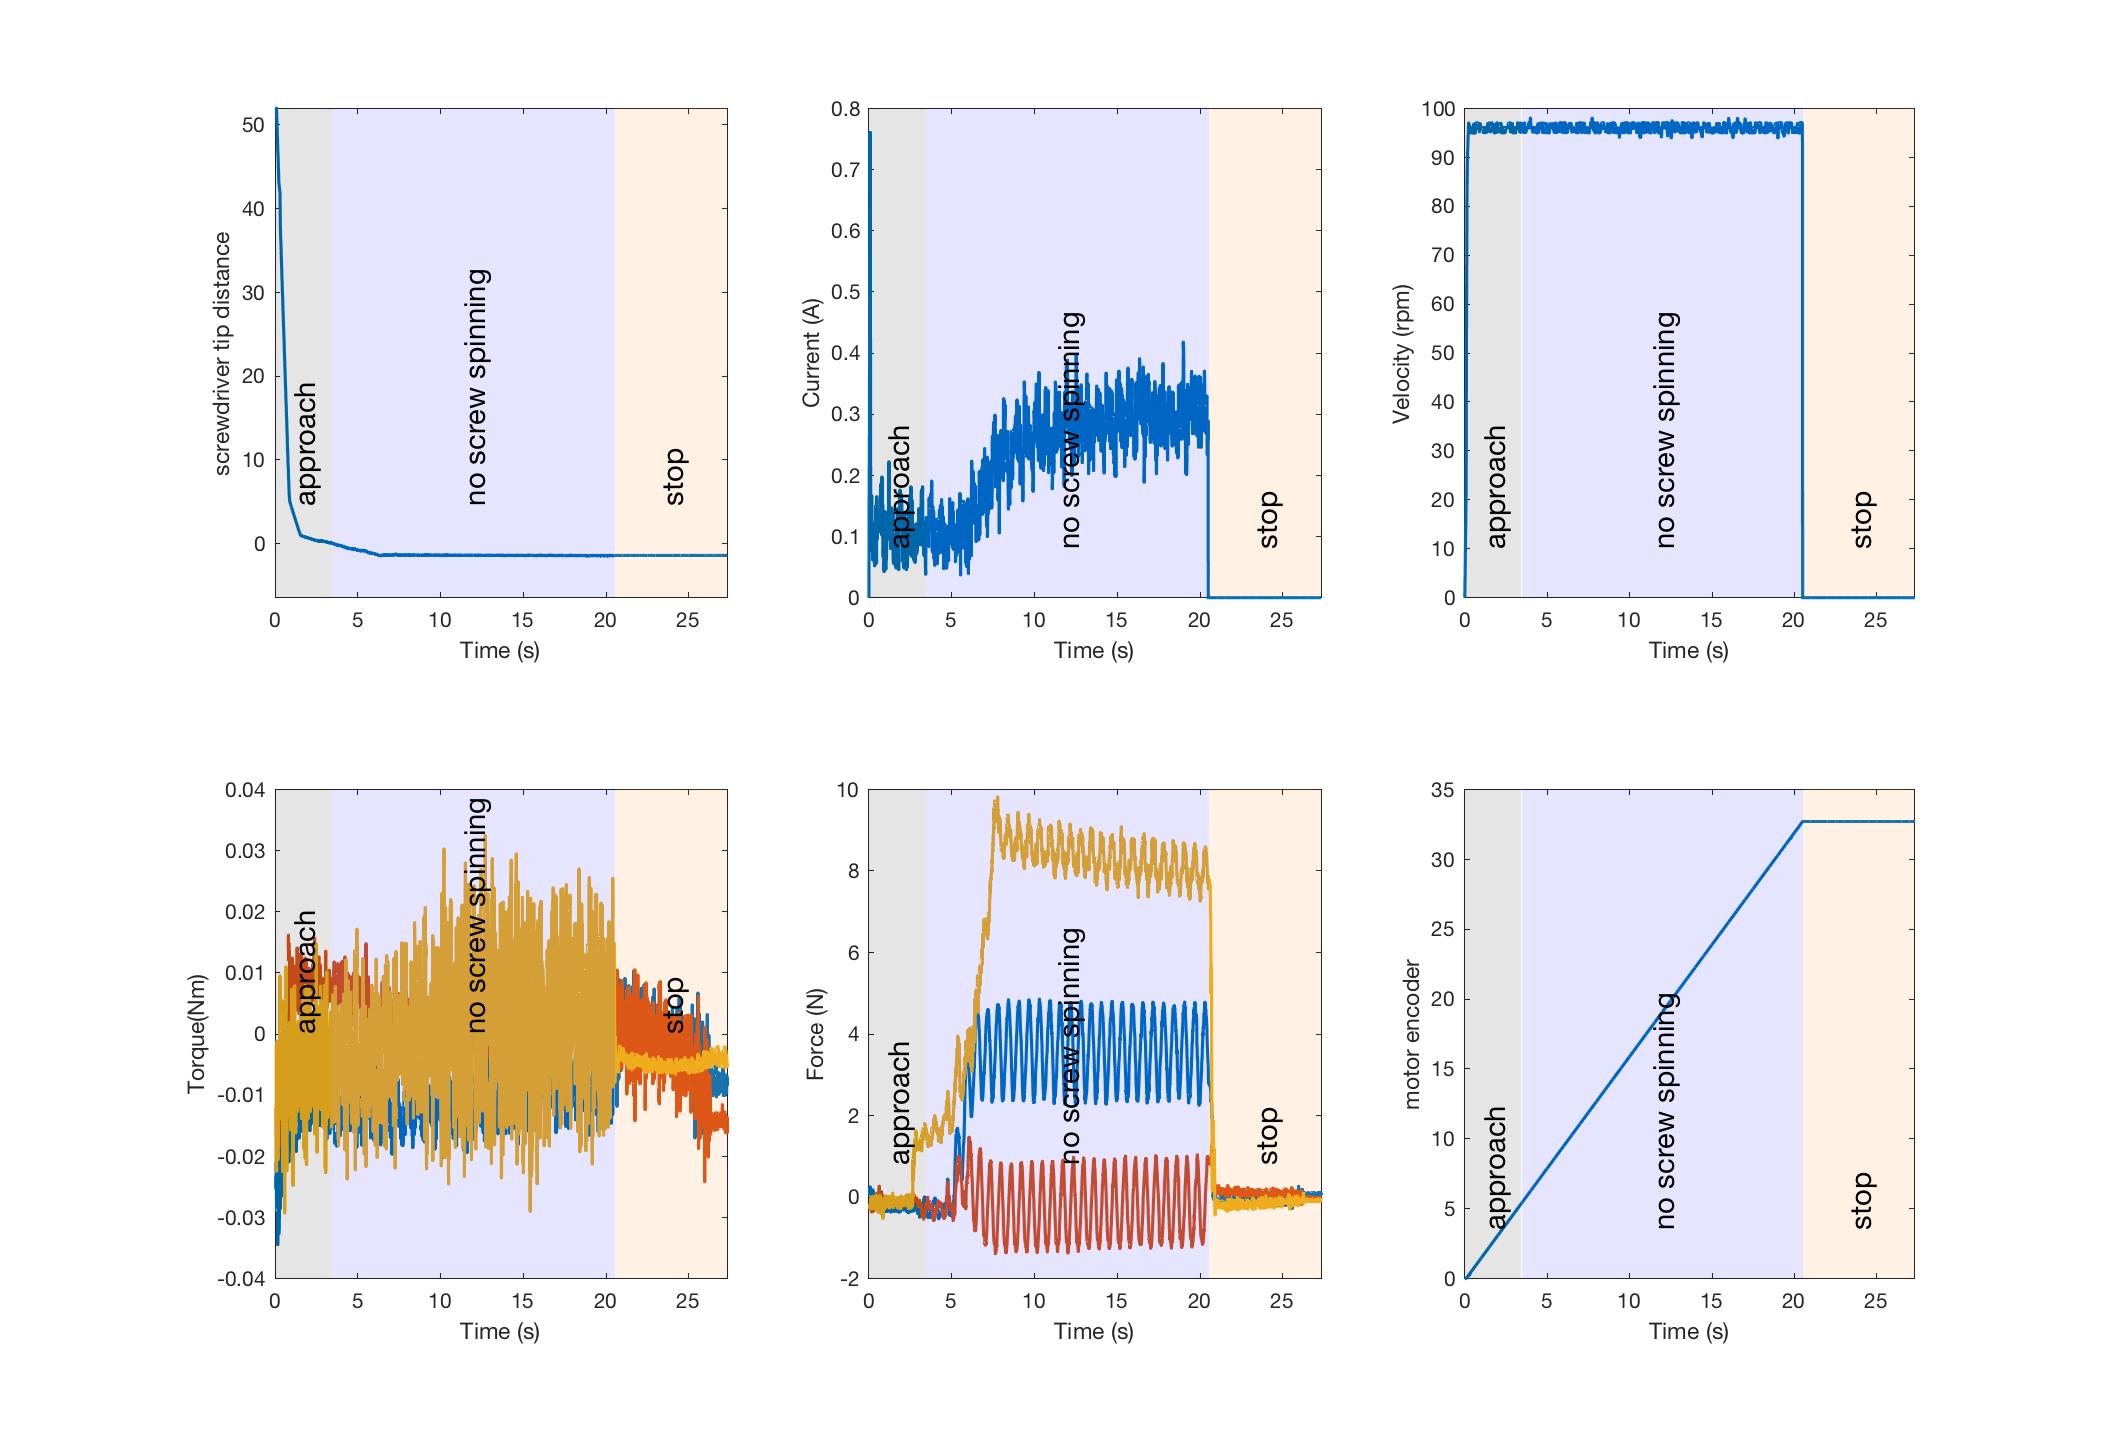 screwdriver tip distance
50
40
30
20
10
0
approach
no screw spinning
stop
0 5 10 15 20 25
Time (s)
Current (A)
0.8
0.7
0.6
0.5
0.4
0.3
0.2
0.1
0
approach
no screw spinning
stop
0 5 10 15 20 25
Time (s)
Velocity (rpm)
100
90
80
70
60
50
40
30
20
10
0
approach
no screw spinning
stop
0 5 10 15 20 25
Time (s)
Torque(Nm)
0.04
0.03
0.02
0.01
0
-0.01
-0.02
-0.03
-0.04
approach
no screw spinning
stop
0 5 10 15 20 25
Time (s)
Force (N)
10
8
6
4
2
0
-2
approach
no screw spinning
stop
0 5 10 15 20 25
Time (s)
motor encoder
35
30
25
20
15
10
5
0
approach
no screw spinning
stop
0 5 10 15 20 25
Time (s)